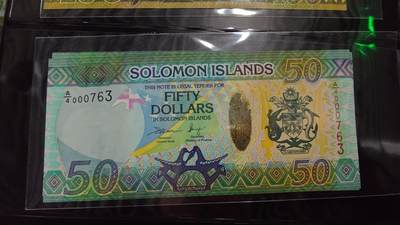 SOLOMON ISLANDS
50
50
A/4 000763
THIS NOTE IS LEGAL TENDER FOR
FIFTY
DOLLARS
IN SOLOMON ISLANDS
A/4 000763
50
50